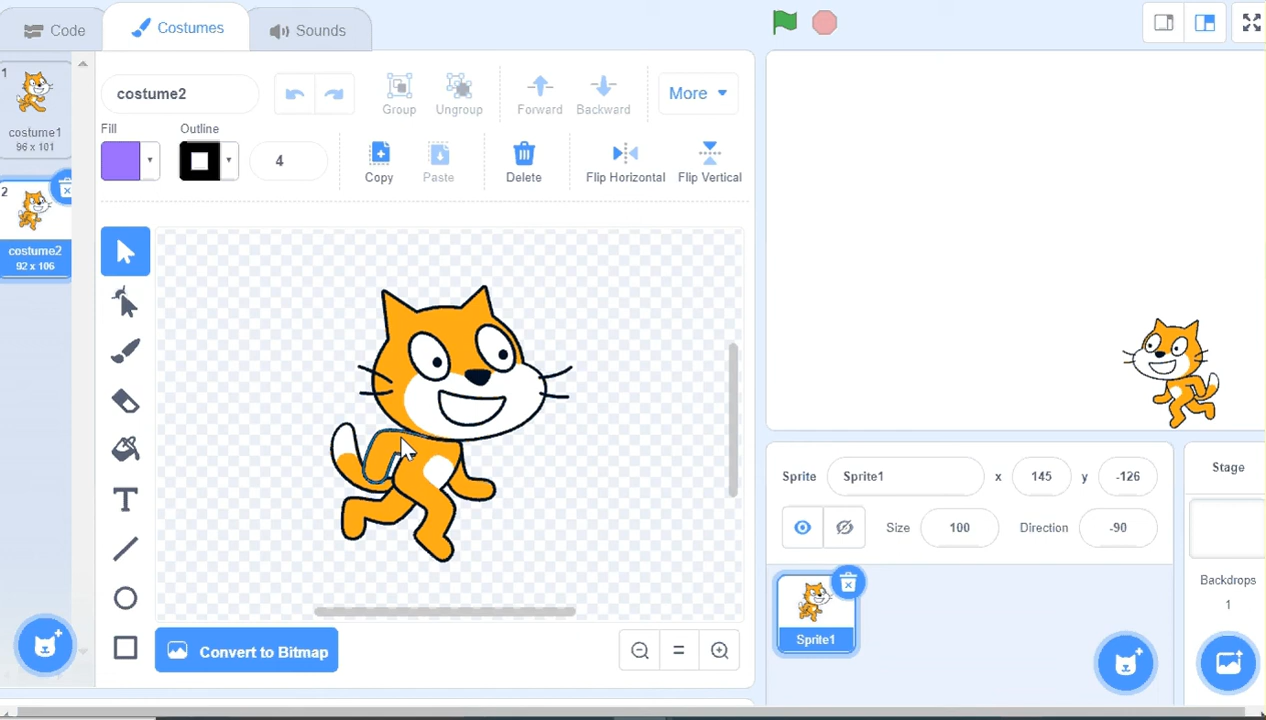 Code
Costumes
Sounds
1
costume1
96 x 101
2
costume2
92 x 106
costume2
Group
Ungroup
Forward
Backward
More
Fill
Outline
4
Copy
Paste
Delete
Flip Horizontal
Flip Vertical
T
Convert to Bitmap
Sprite
Sprite1
x
145
y
-126
Size
100
Direction
-90
Sprite1
Stage
Backdrops
1